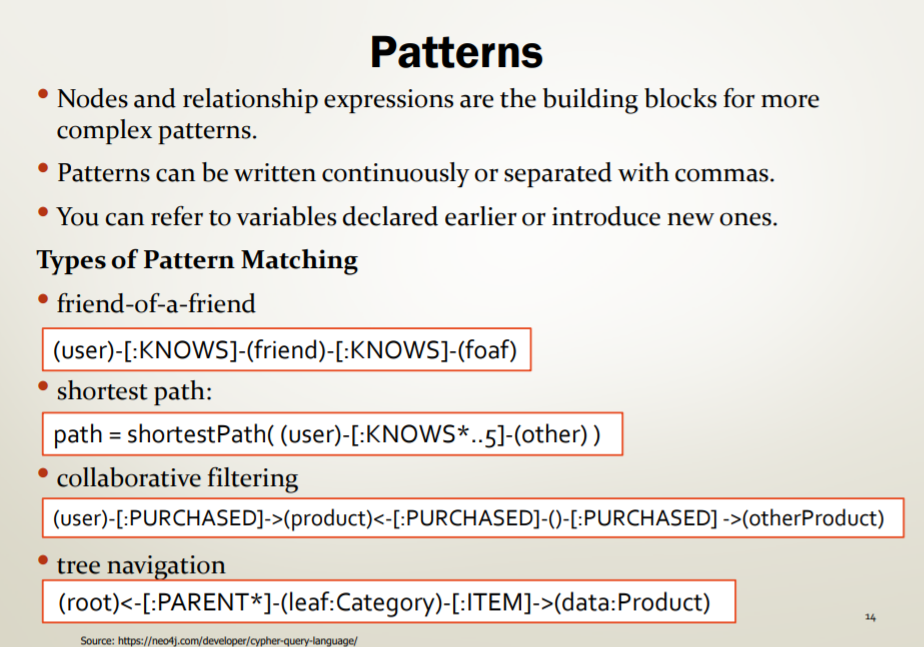 Patterns
• Nodes and relationship expressions are the building blocks for more
complex patterns.
• Patterns can be written continuously or separated with commas.
• You can refer to variables declared earlier or introduce new ones.
Types of Pattern Matching
• friend-of-a-friend
(user)-[:KNOWS]-(friend)-[:KNOWS]-(foaf)
• shortest path:
path = shortestPath( (user)-[:KNOWS*..5]-(other) )
• collaborative filtering
(user)-[:PURCHASED]->(product)<-[:PURCHASED]-()-[:PURCHASED] ->(otherProduct)
• tree navigation
(root)<-[:PARENT*]-(leaf:Category)-[:ITEM]->(data:Product)
14
Source: https://neo4j.com/developer/cypher-query-language/